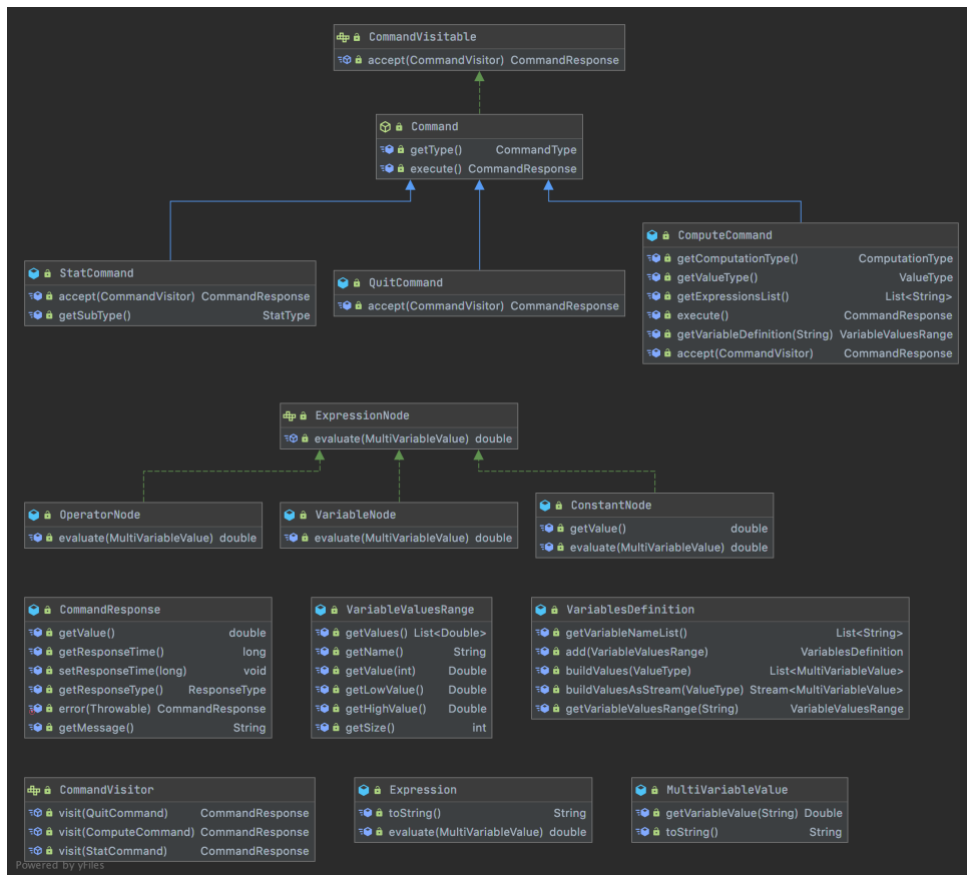 CommandVisitable
accept(CommandVisitor) CommandResponse
Command
getType() CommandType
execute() CommandResponse
StatCommand
accept(CommandVisitor) CommandResponse
getSubType() StatType
QuitCommand
accept(CommandVisitor) CommandResponse
ComputeCommand
getComputationType() ComputationType
getValueType() ValueType
getExpressionsList() List<String>
execute() CommandResponse
getVariableDefinition(String) VariableValuesRange
accept(CommandVisitor) CommandResponse
ExpressionNode
evaluate(MultiVariableValue) double
OperatorNode
evaluate(MultiVariableValue) double
VariableNode
evaluate(MultiVariableValue) double
ConstantNode
getValue() double
evaluate(MultiVariableValue) double
CommandResponse
getValue() double
getResponseTime() long
setResponseTime(long) void
getResponseType() ResponseType
error(Throwable) CommandResponse
getMessage() String
VariableValuesRange
getValues() List<Double>
getName() String
getValue(int) Double
getLowValue() Double
getHighValue() Double
getSize() int
VariablesDefinition
getVariableNameList() List<String>
add(VariableValuesRange) VariablesDefinition
buildValues(ValueType) List<MultiVariableValue>
buildValuesAsStream(ValueType) Stream<MultiVariableValue>
getVariableValuesRange(String) VariableValuesRange
CommandVisitor
visit(QuitCommand) CommandResponse
visit(ComputeCommand) CommandResponse
visit(StatCommand) CommandResponse
Expression
toString() String
evaluate(MultiVariableValue) double
MultiVariableValue
getVariableValue(String) Double
toString() String
Powered by yFiles